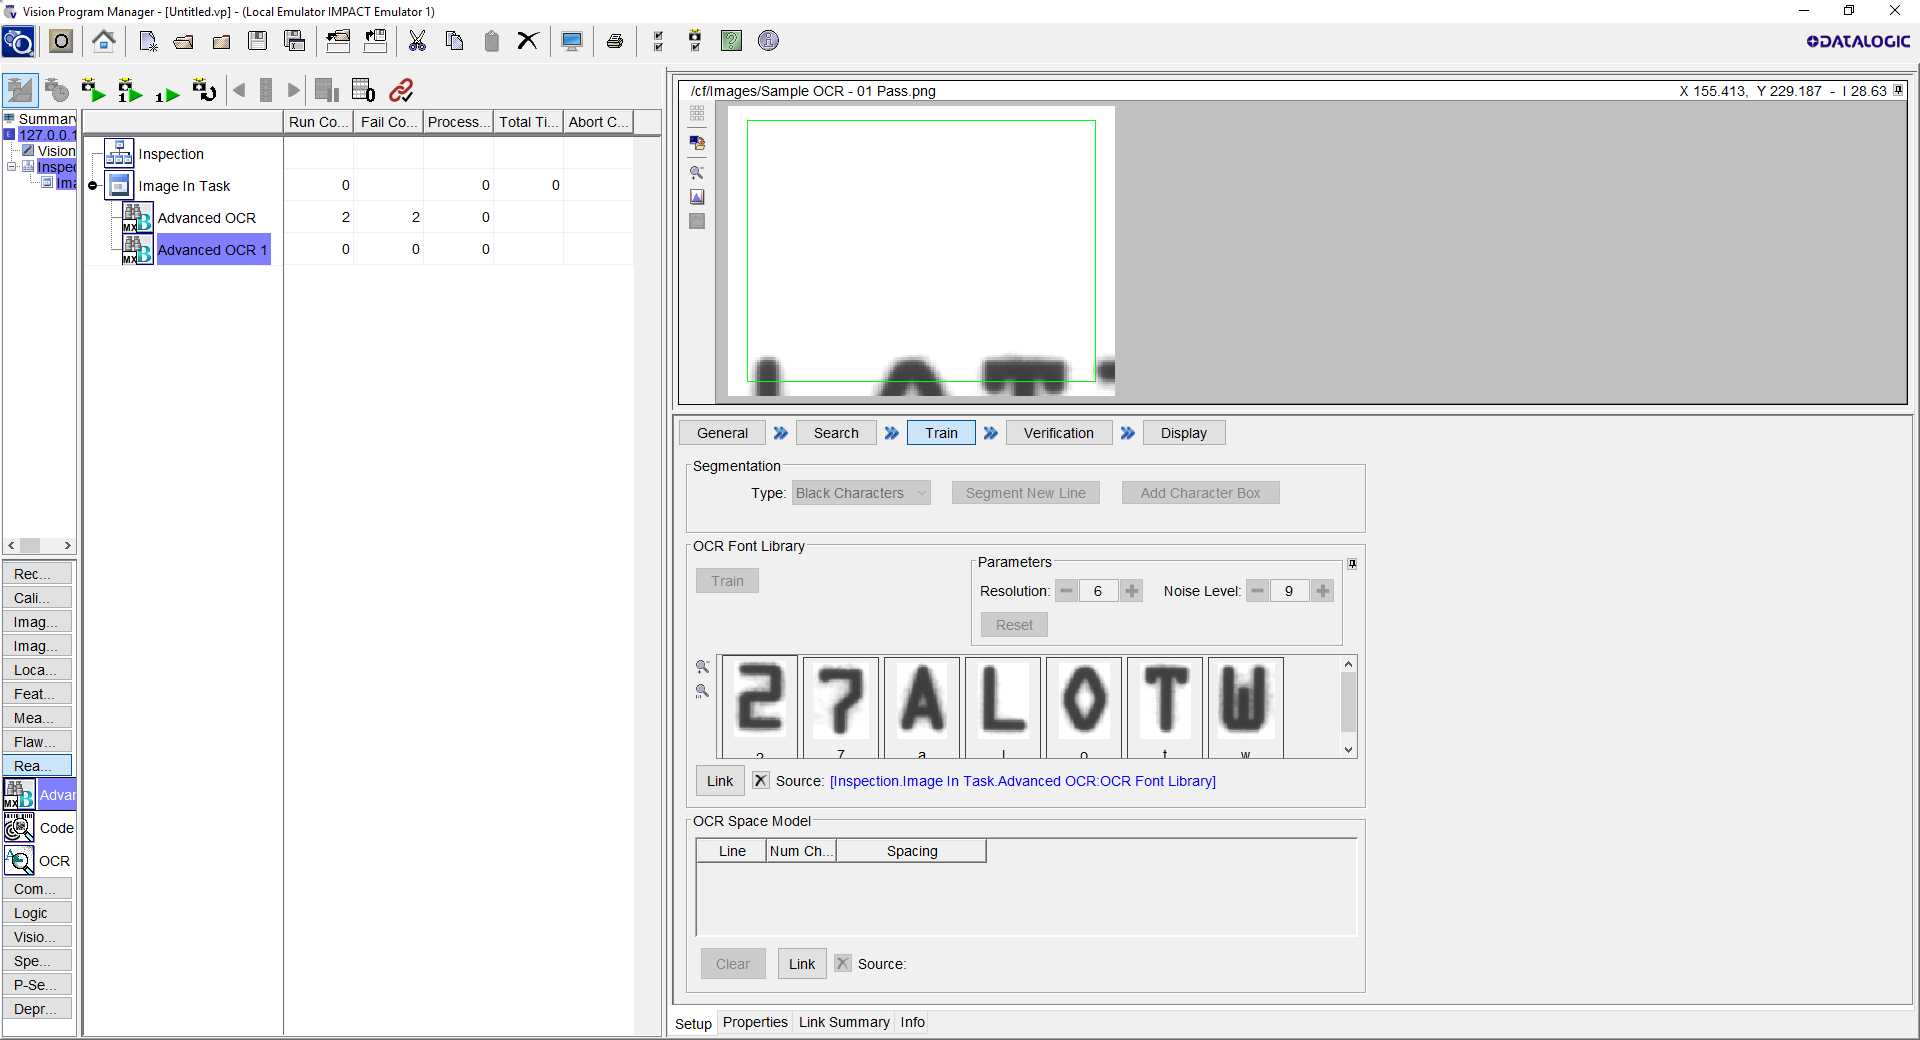 Vision Program Manager - [Untitled.vp] - (Local Emulator IMPACT Emulator 1)
DATALOGIC
Summary
127.0.0.1
Vision
Inspec
Ima
Run Co... Fail Co... Process... Total Ti... Abort C...
Inspection
Image In Task 0 0 0
Advanced OCR 2 2 0
Advanced OCR 1 0 0 0
Rec...
Cali...
Imag...
Imag...
Loca...
Feat...
Mea...
Flaw...
Rea...
Advan
Code
OCR
Com...
Logic
Visio...
Spe...
P-Se...
Depr...
/cf/Images/Sample OCR - 01 Pass.png X 155.413, Y 229.187 - I 28.63
General Search Train Verification Display
Segmentation
Type: Black Characters Segment New Line Add Character Box
OCR Font Library
Train
Parameters
Resolution: 6 Noise Level: 9
Reset
2 7 A L O T W
2 7 a l o t w
Link Source: [Inspection.Image In Task.Advanced OCR:OCR Font Library]
OCR Space Model
Line Num Ch... Spacing
Clear Link Source:
Setup Properties Link Summary Info